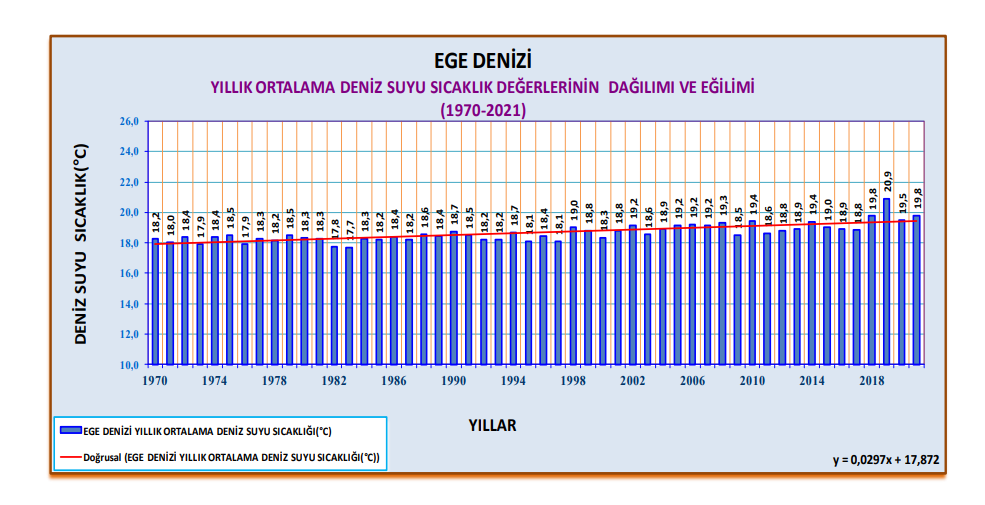 EGE DENİZİ
YILLIK ORTALAMA DENİZ SUYU SICAKLIK DEĞERLERİNİN DAĞILIMI VE EĞİLİMİ
(1970-2021)
DENİZ SUYU SICAKLIK(°C)
26,0
24,0
22,0
20,0
18,0
16,0
14,0
12,0
10,0
18,2 18,0 18,4 17,9 18,4 18,5 17,9 18,3 18,2 18,5 18,3 18,3 17,8 17,7 18,3 18,2 18,4 18,2 18,6 18,4 18,7 18,5 18,2 18,2 18,7 18,1 18,4 18,1 19,0 18,8 18,3 18,8 19,2 18,6 18,9 19,2 19,2 19,2 19,3 18,5 19,4 18,6 18,8 18,9 19,4 19,0 18,9 18,8 19,8 20,9 19,5 19,8
1970 1974 1978 1982 1986 1990 1994 1998 2002 2006 2010 2014 2018
YILLAR
EGE DENİZİ YILLIK ORTALAMA DENİZ SUYU SICAKLIĞI(°C)
Doğrusal (EGE DENİZİ YILLIK ORTALAMA DENİZ SUYU SICAKLIĞI(°C))
y = 0,0297x + 17,872